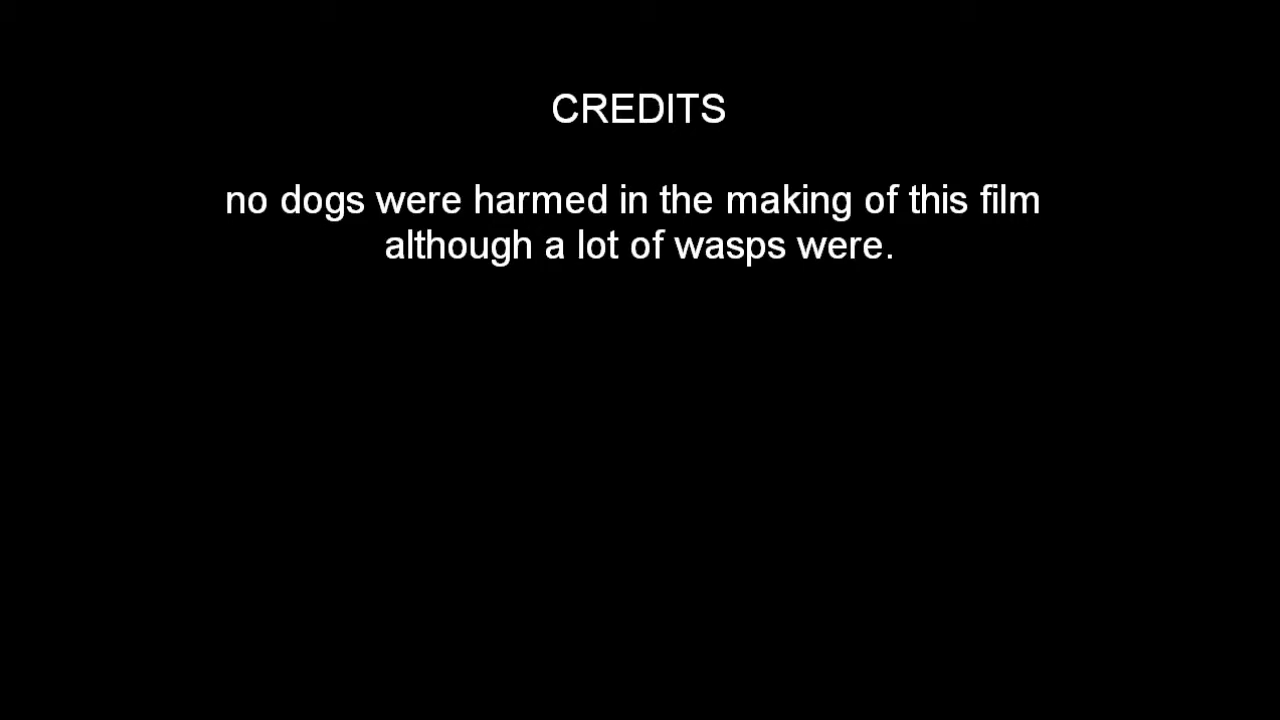 CREDITS
no dogs were harmed in the making of this film
although a lot of wasps were.